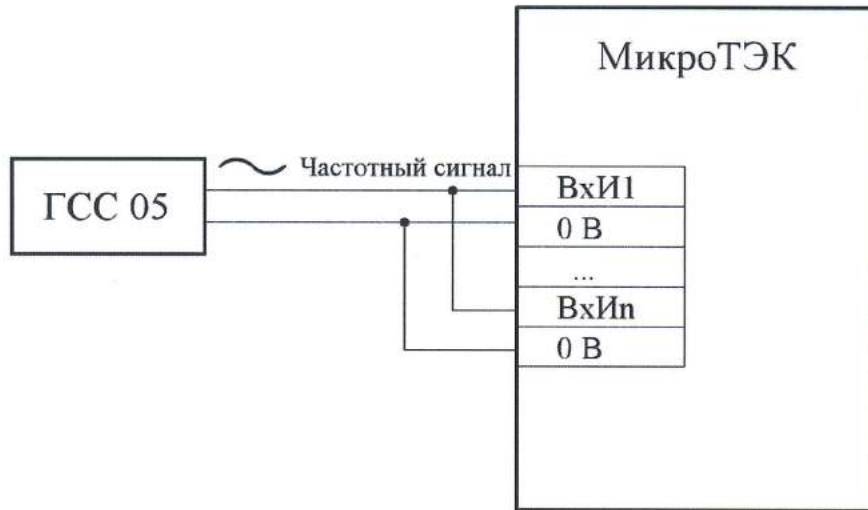 МикроТЭК
Частотный сигнал
ГСС 05
ВхИ1
0 В
...
ВхИn
0 В